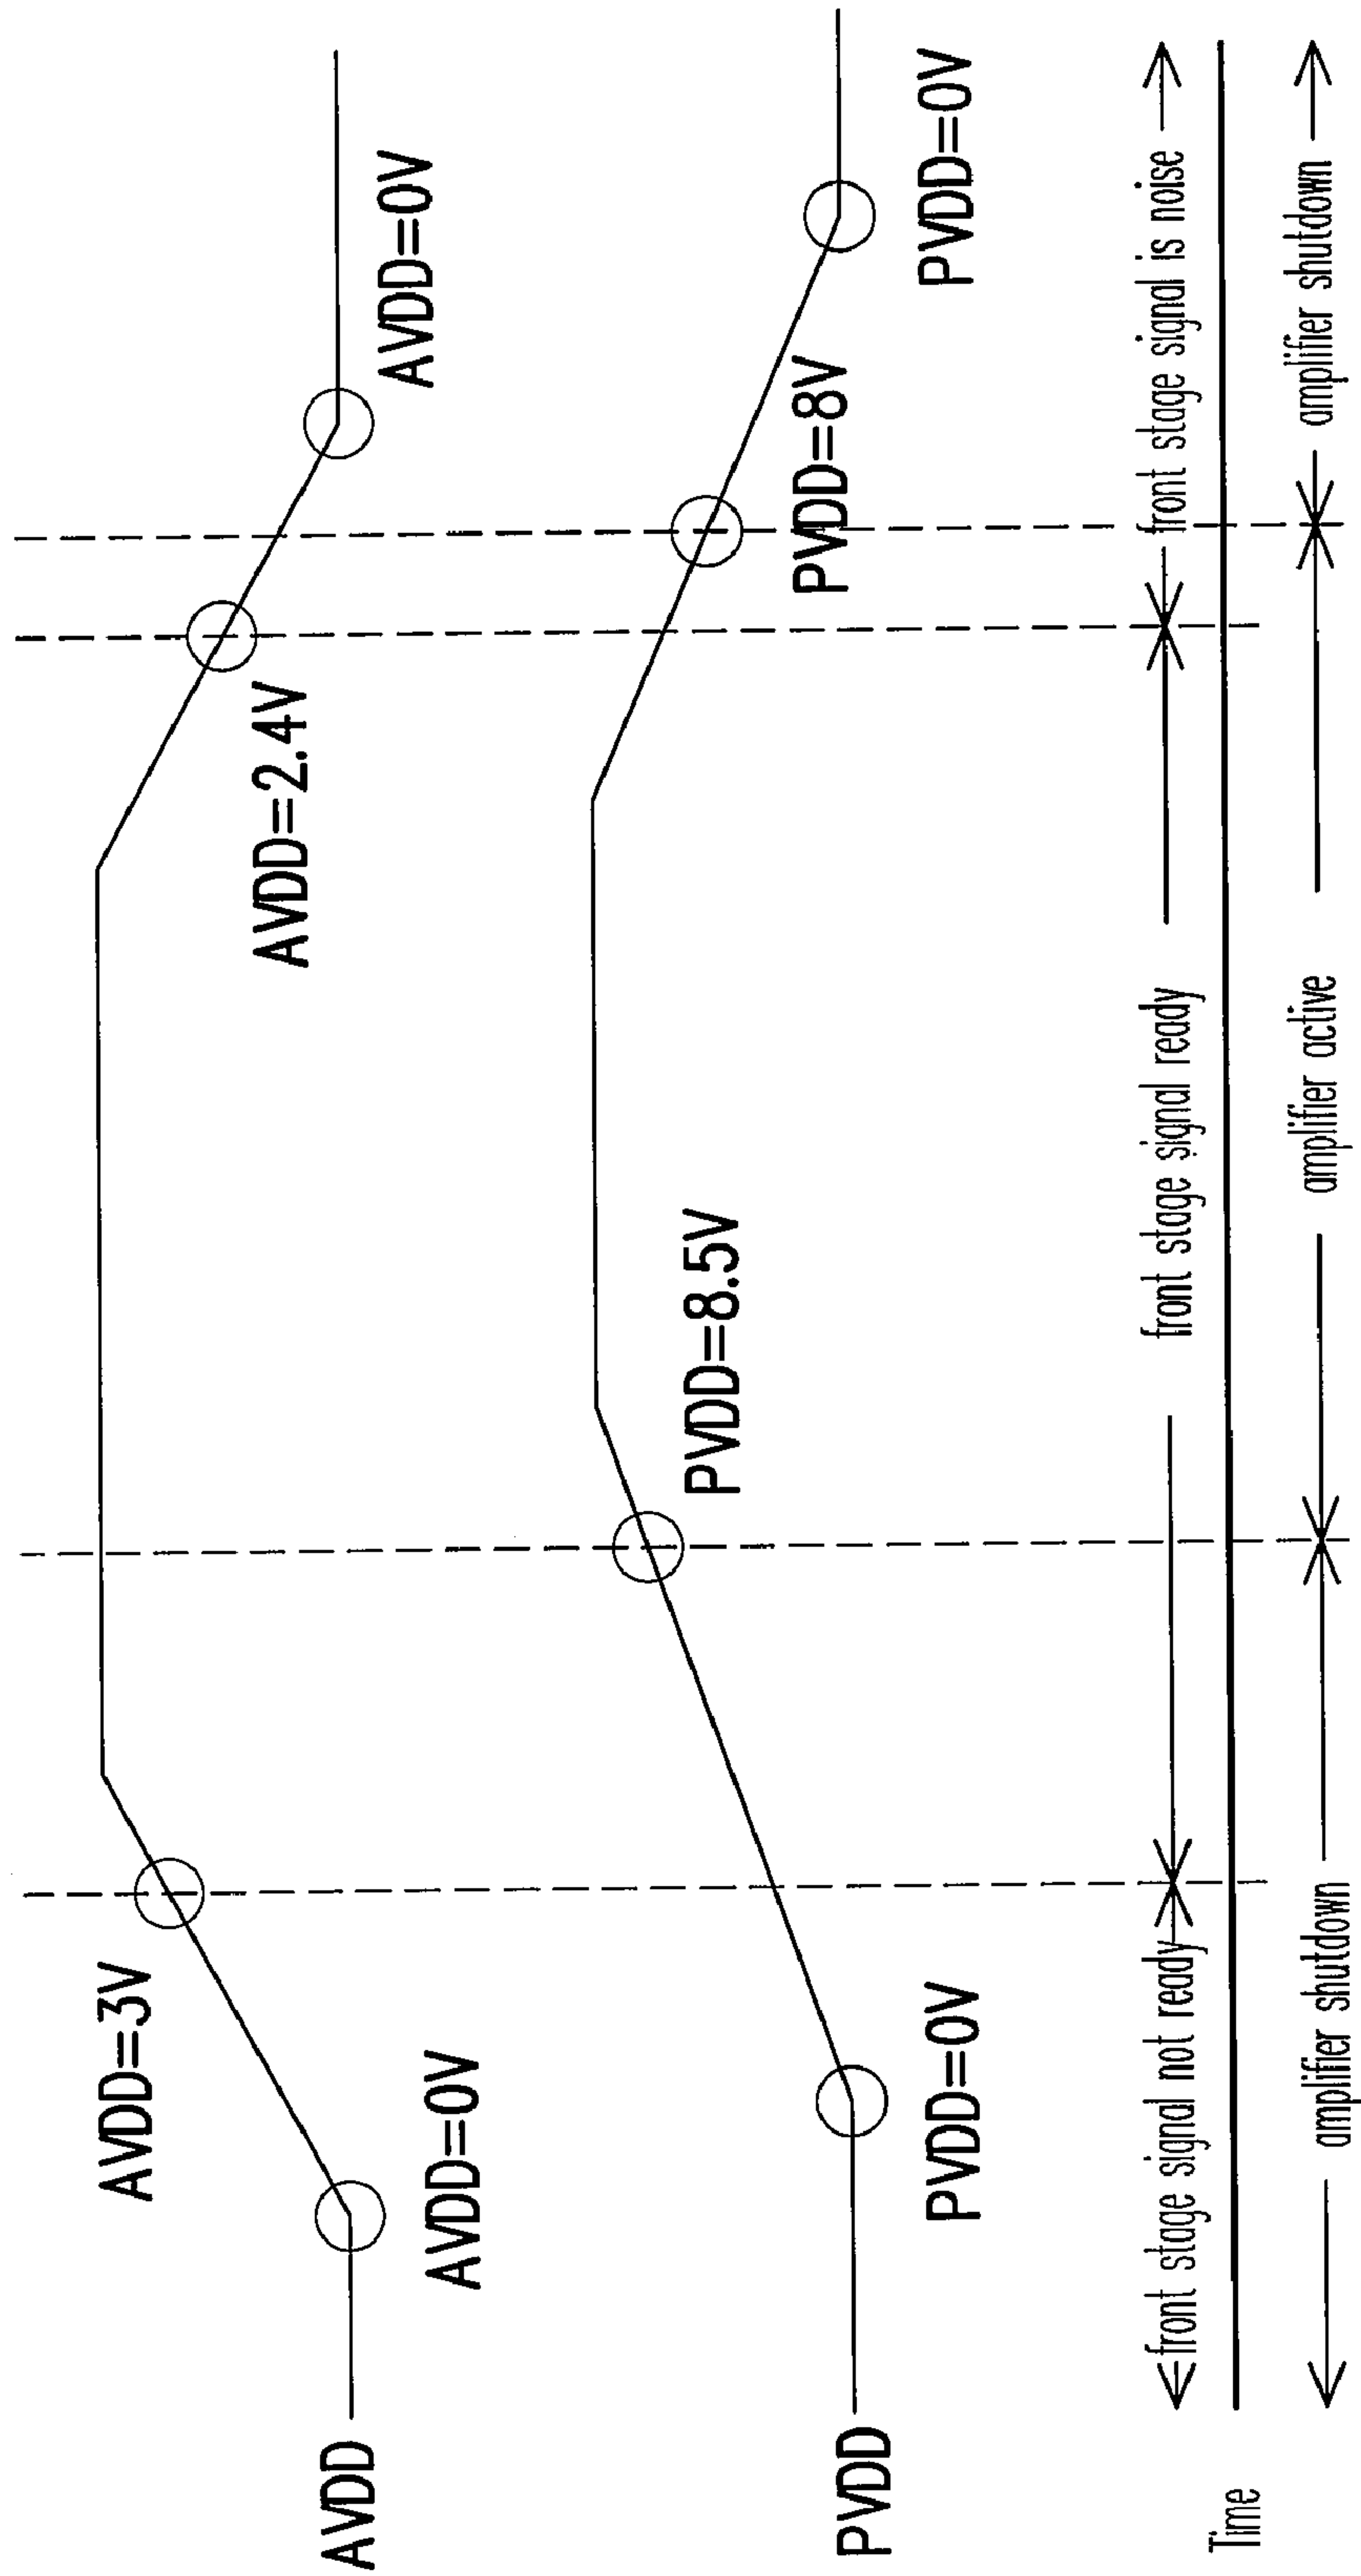 AVDD=3V
AVDD=2.4V
AVDD
AVDD=0V
AVDD=0V
PVDD=8.5V
PVDD=8V
PVDD
PVDD=0V
PVDD=0V
front stage signal not ready
front stage signal ready
front stage signal is noise
Time
amplifier shutdown
amplifier active
amplifier shutdown